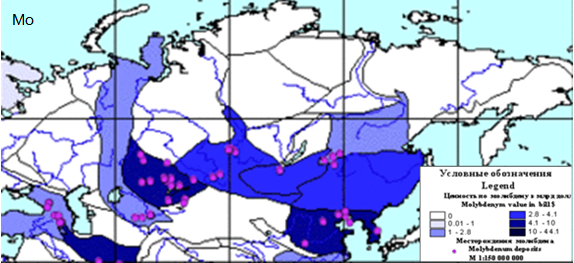 Mo
Условные обозначения
Legend
Ценность по молибдену в млрд дол
Molybdenum value in bill$
0
0.01 - 1
1 - 2.8
2.8 - 4.1
4.1 - 10
10 - 44.1
Месторождения молибдена
Molybdenum deposits
M 1:150 000 000